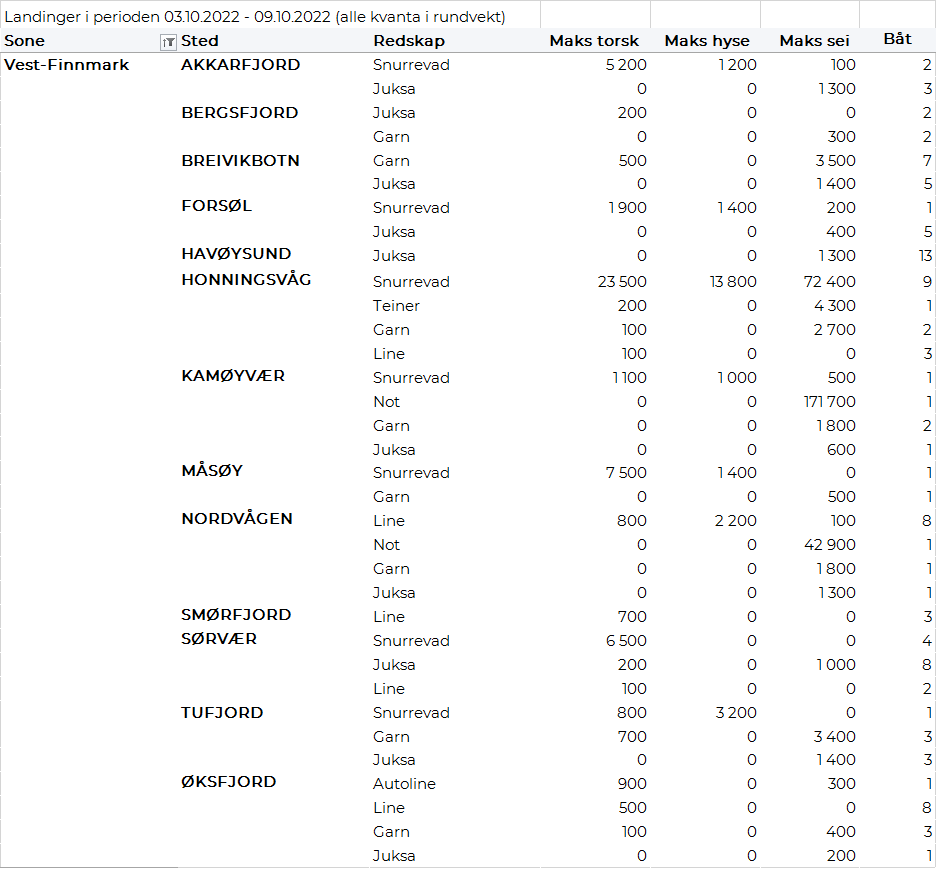 Landinger i perioden 03.10.2022 - 09.10.2022 (alle kvanta i rundvekt)
Sone Sted Redskap Maks torsk Maks hyse Maks sei Båt
Vest-Finnmark AKKARFJORD Snurrevad 5 200 1 200 100 2
Juksa 0 0 1 300 3
BERGSFJORD Juksa 200 0 0 2
Garn 0 0 300 2
BREIVIKBOTN Garn 500 0 3 500 7
Juksa 0 0 1 400 5
FORSØL Snurrevad 1 900 1 400 200 1
Juksa 0 0 400 5
HAVØYSUND Juksa 0 0 1 300 13
HONNINGSVÅG Snurrevad 23 500 13 800 72 400 9
Teiner 200 0 4 300 1
Garn 100 0 2 700 2
Line 100 0 0 3
KAMØYVÆR Snurrevad 1 100 1 000 500 1
Not 0 0 171 700 1
Garn 0 0 1 800 2
Juksa 0 0 600 1
MÅSØY Snurrevad 7 500 1 400 0 1
Garn 0 0 500 1
NORDVÅGEN Line 800 2 200 100 8
Not 0 0 42 900 1
Garn 0 0 1 800 1
Juksa 0 0 1 300 1
SMØRFJORD Line 700 0 0 3
SØRVÆR Snurrevad 6 500 0 0 4
Juksa 200 0 1 000 8
Line 100 0 0 2
TUFJORD Snurrevad 800 3 200 0 1
Garn 700 0 3 400 3
Juksa 0 0 1 400 3
ØKSFJORD Autoline 900 0 300 1
Line 500 0 0 8
Garn 100 0 400 3
Juksa 0 0 200 1